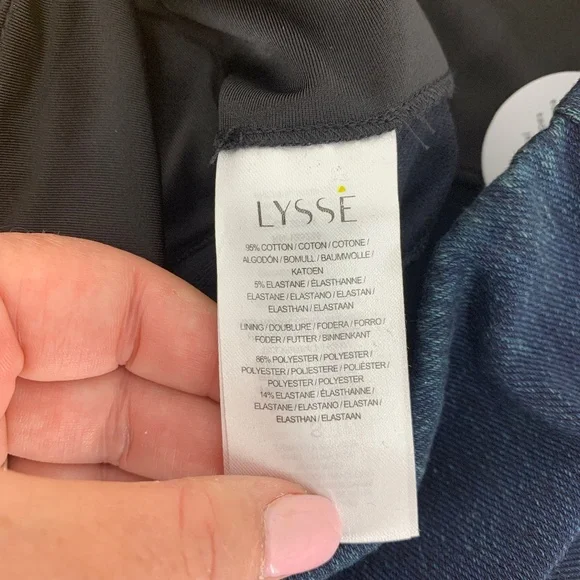 LYSSÉ
95% COTTON / COTON / COTONE /
ALGODÓN / BOMULL / BAUMWOLLE /
KATOEN
5% ELASTANE / ÉLASTHANNE /
ELASTANE / ELASTANO / ELASTAN /
ELASTHAN / ELASTAAN
LINING / DOUBLURE / FODERA / FORRO /
FODER / FUTTER / BINNENKANT
86% POLYESTER / POLYESTER /
POLYESTER / POLIESTERE / POLIÈSTER /
POLYESTER / POLYESTER
14% ELASTANE / ÉLASTHANNE /
ELASTANE / ELASTANO / ELASTAN /
ELASTHAN / ELASTAAN